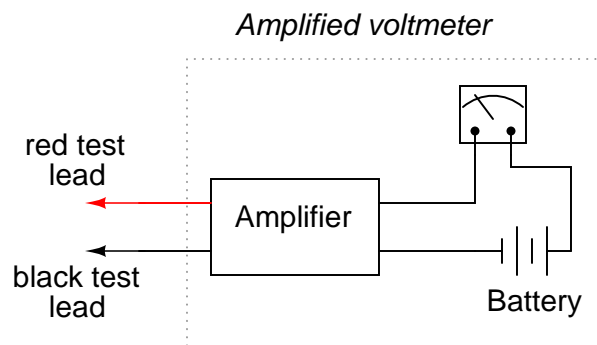 Amplified voltmeter
red test
lead
Amplifier
black test
lead
Battery